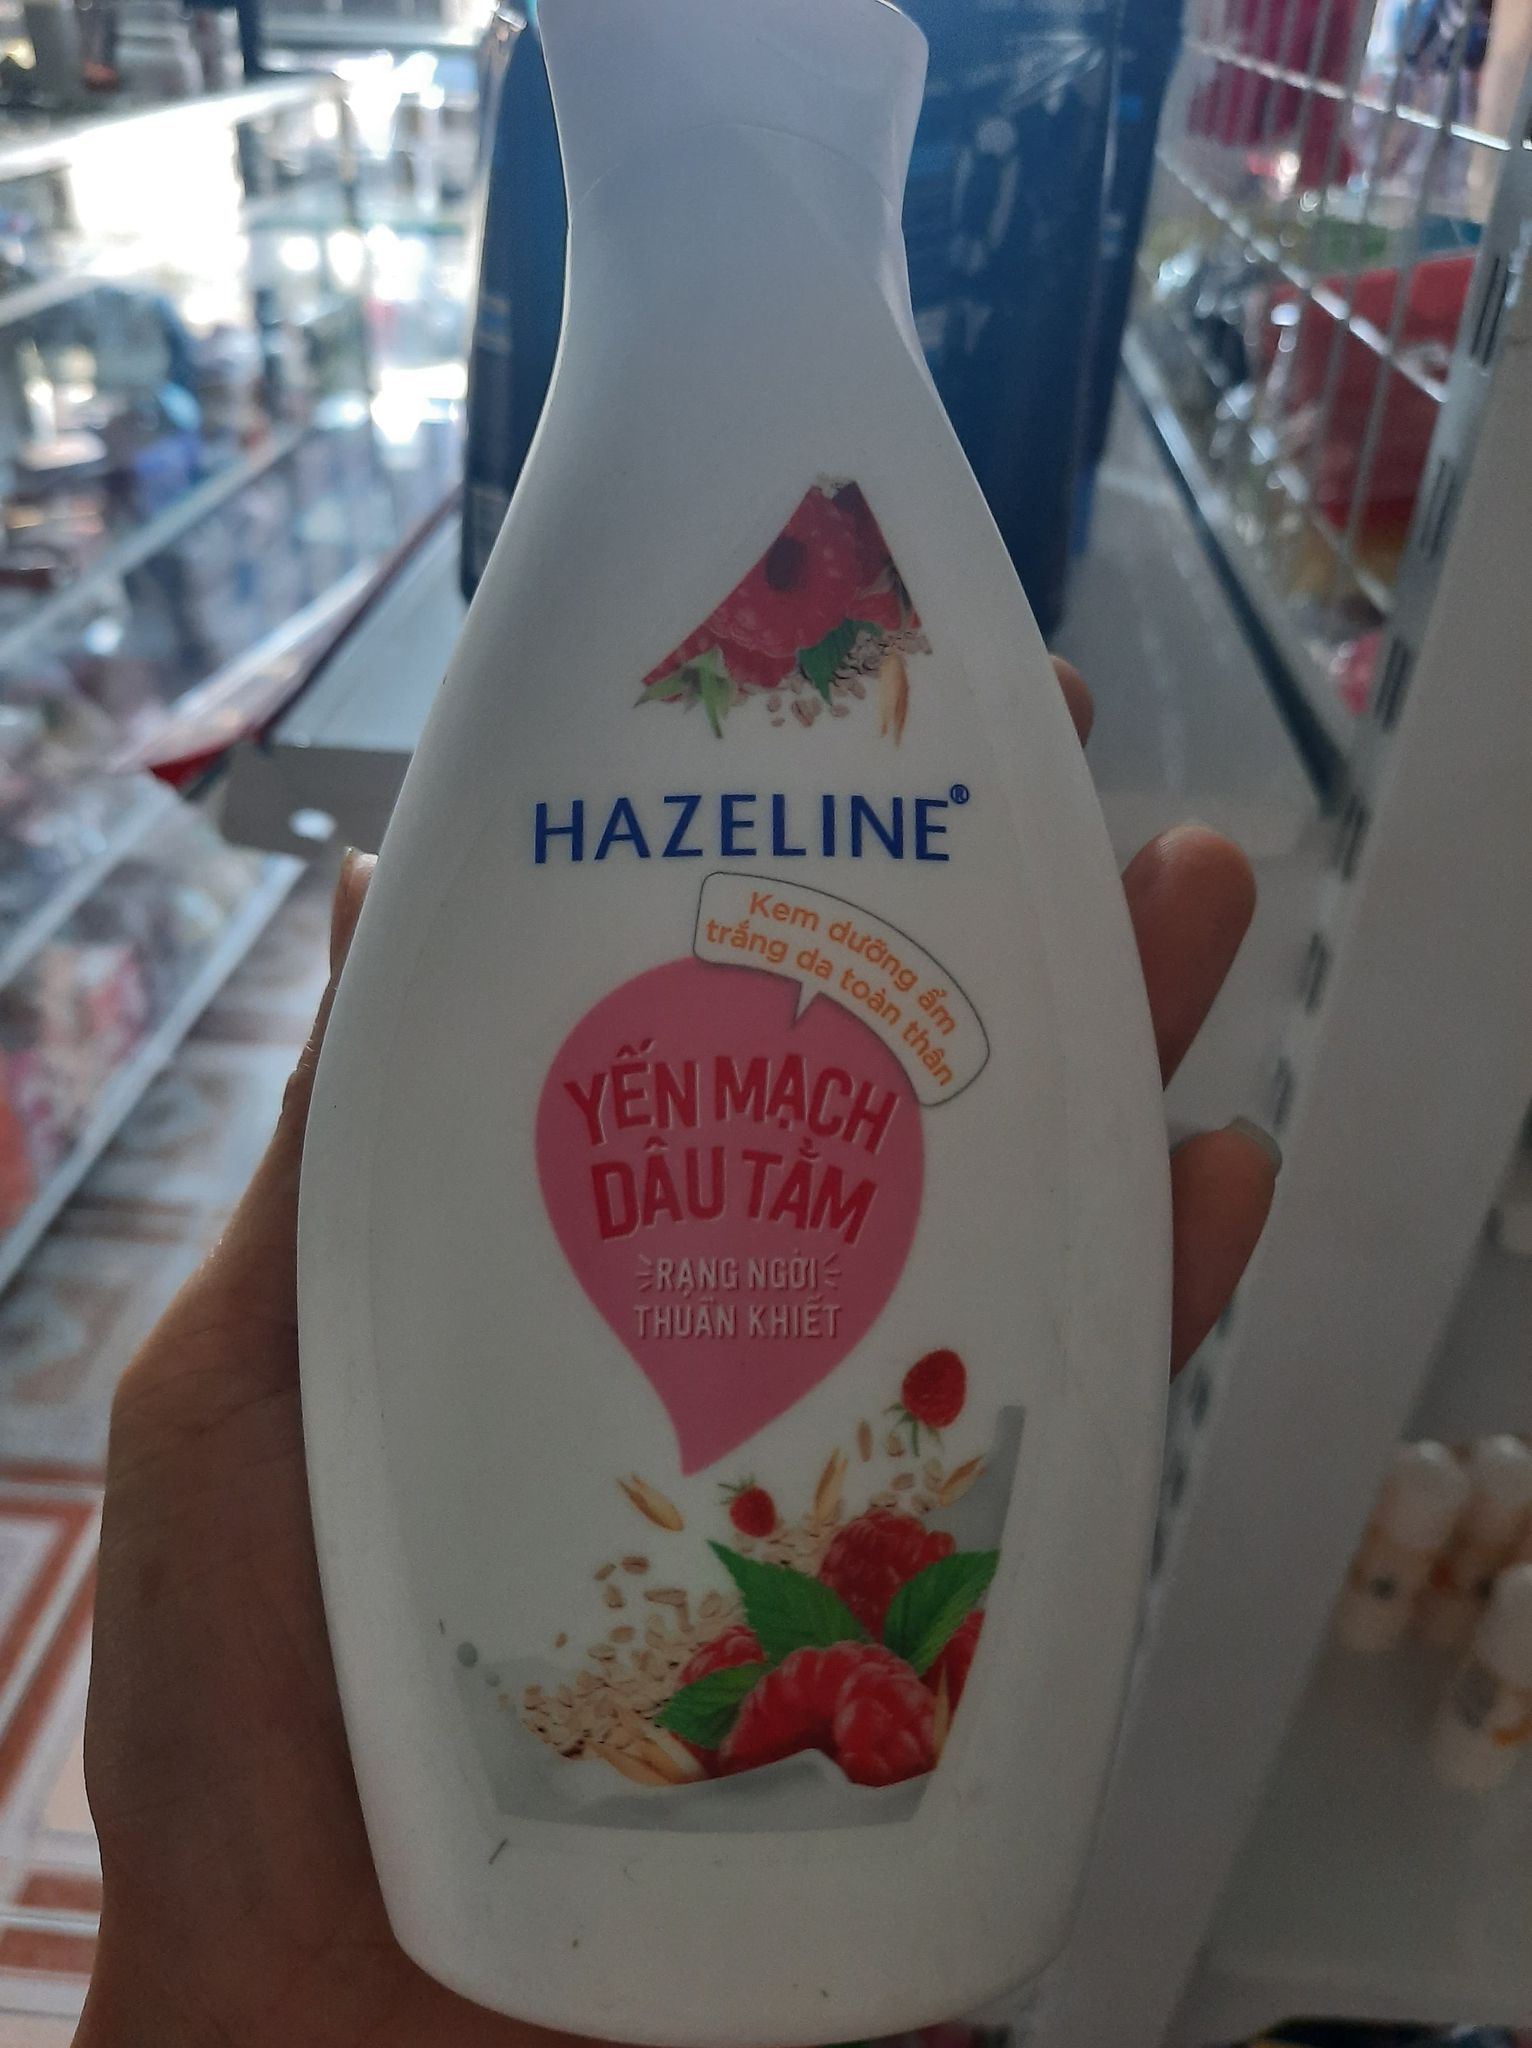 HAZELINE®
Kem dưỡng ẩm
trắng da toàn thân
YẾN MẠCH
DÂU TẰM
RẠNG NGỜI
THUẦN KHIẾT